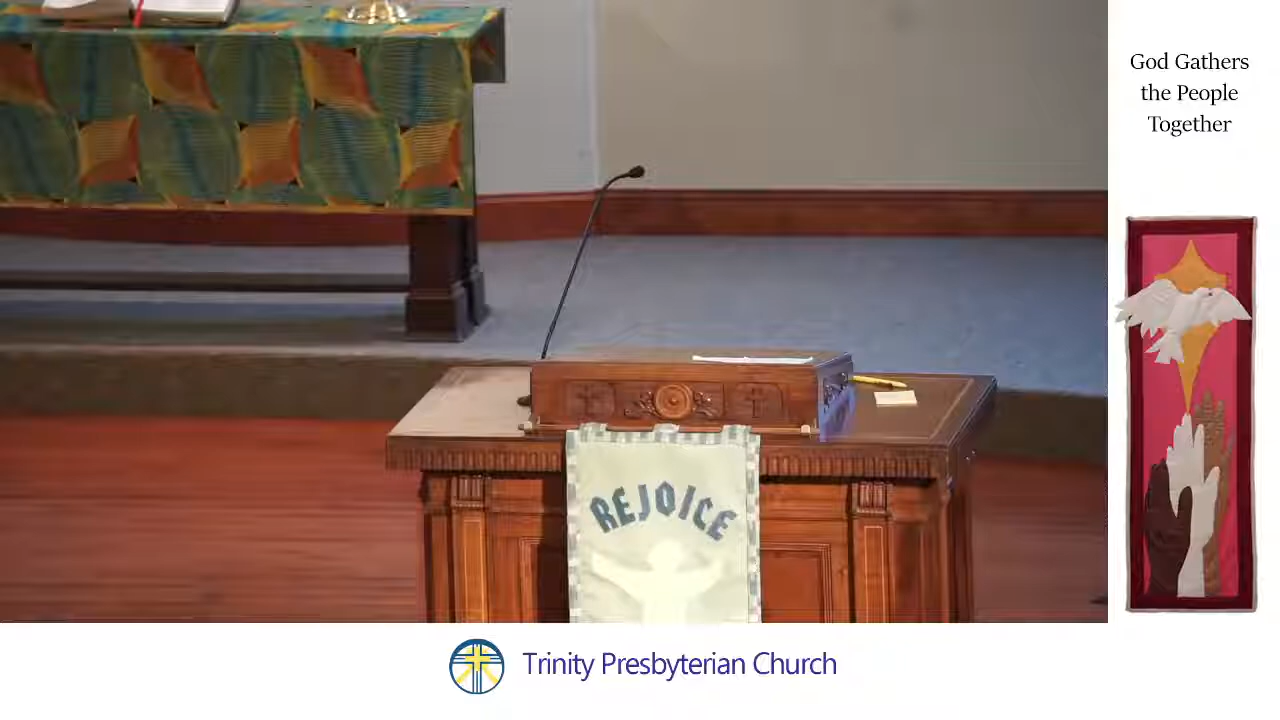 God Gathers
the People
Together
REJOICE
Trinity Presbyterian Church